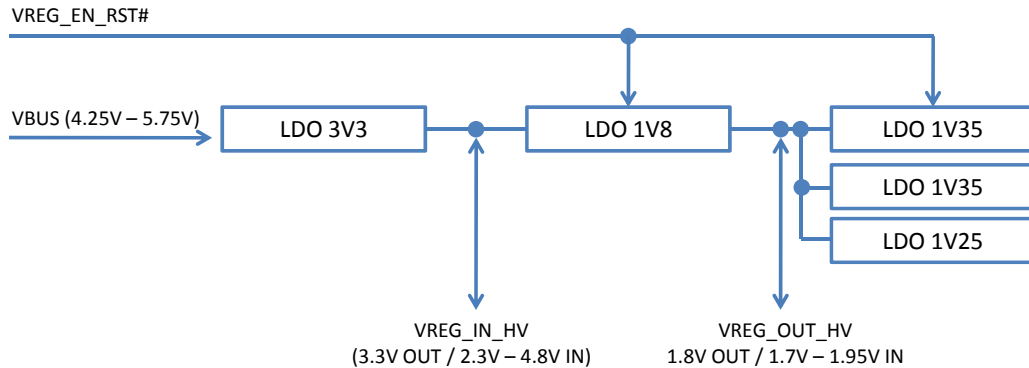 VREG_EN_RST#
VBUS (4.25V – 5.75V)
LDO 3V3
LDO 1V8
LDO 1V35
LDO 1V35
LDO 1V25
VREG_IN_HV
(3.3V OUT / 2.3V – 4.8V IN)
VREG_OUT_HV
1.8V OUT / 1.7V – 1.95V IN